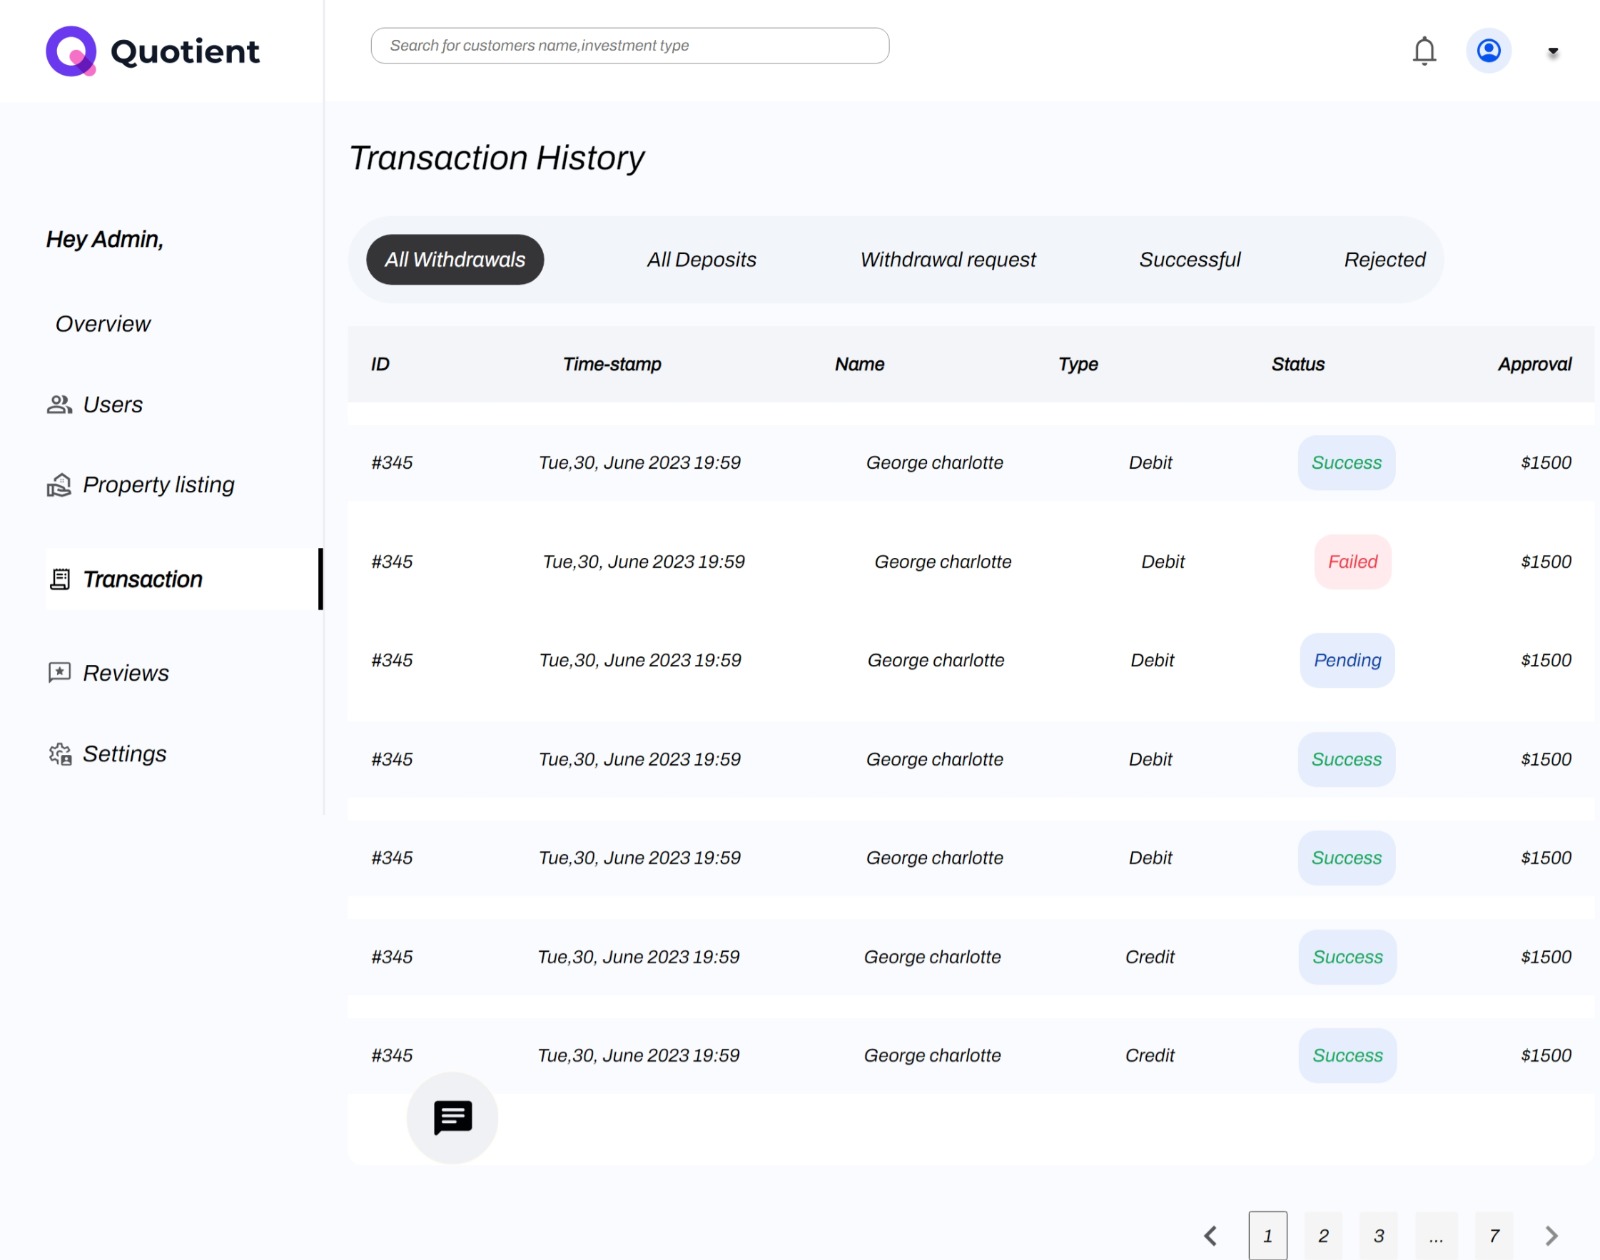 Quotient
Search for customers name,investment type
Transaction History
Hey Admin,
Overview
Users
Property listing
Transaction
Reviews
Settings
All Withdrawals All Deposits Withdrawal request Successful Rejected
ID Time-stamp Name Type Status Approval
#345 Tue,30, June 2023 19:59 George charlotte Debit Success $1500
#345 Tue,30, June 2023 19:59 George charlotte Debit Failed $1500
#345 Tue,30, June 2023 19:59 George charlotte Debit Pending $1500
#345 Tue,30, June 2023 19:59 George charlotte Debit Success $1500
#345 Tue,30, June 2023 19:59 George charlotte Debit Success $1500
#345 Tue,30, June 2023 19:59 George charlotte Credit Success $1500
#345 Tue,30, June 2023 19:59 George charlotte Credit Success $1500
1 2 3 ... 7